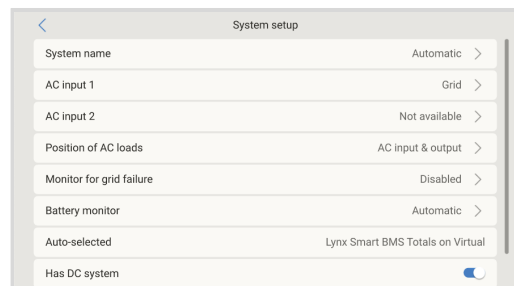 System setup
System name Automatic
AC input 1 Grid
AC input 2 Not available
Position of AC loads AC input & output
Monitor for grid failure Disabled
Battery monitor Automatic
Auto-selected Lynx Smart BMS Totals on Virtual
Has DC system